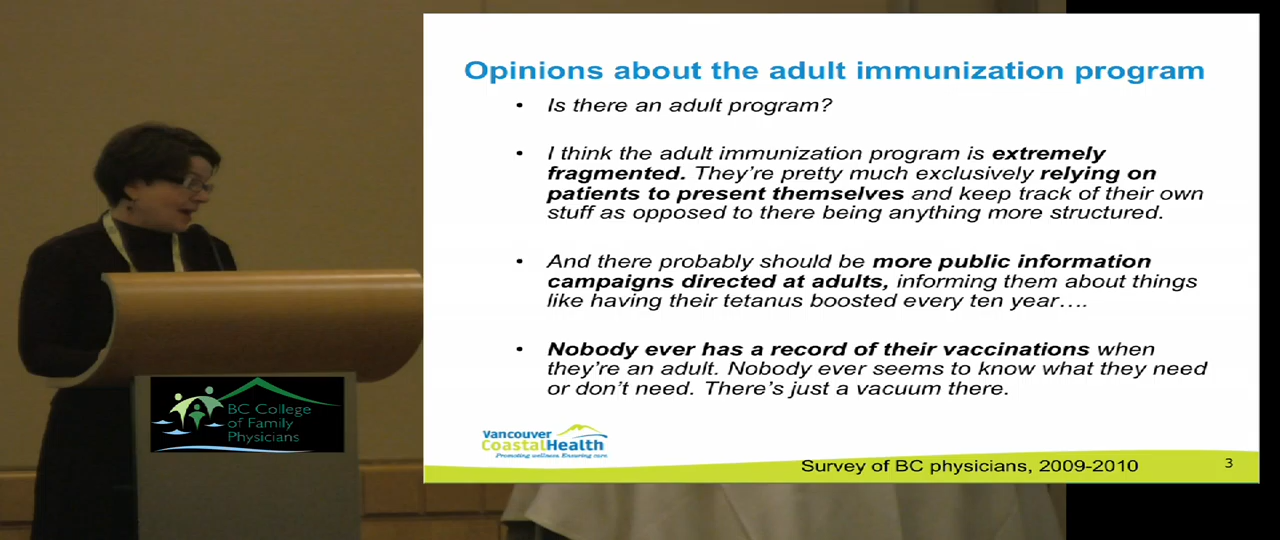 Opinions about the adult immunization program
• Is there an adult program?
• I think the adult immunization program is extremely
fragmented. They're pretty much exclusively relying on
patients to present themselves and keep track of their own
stuff as opposed to there being anything more structured.
• And there probably should be more public information
campaigns directed at adults, informing them about things
like having their tetanus boosted every ten year….
• Nobody ever has a record of their vaccinations when
they're an adult. Nobody ever seems to know what they need
or don't need. There's just a vacuum there.
Vancouver
CoastalHealth
Promoting wellness. Ensuring care.
Survey of BC physicians, 2009-2010
3
BC College
of Family
Physicians